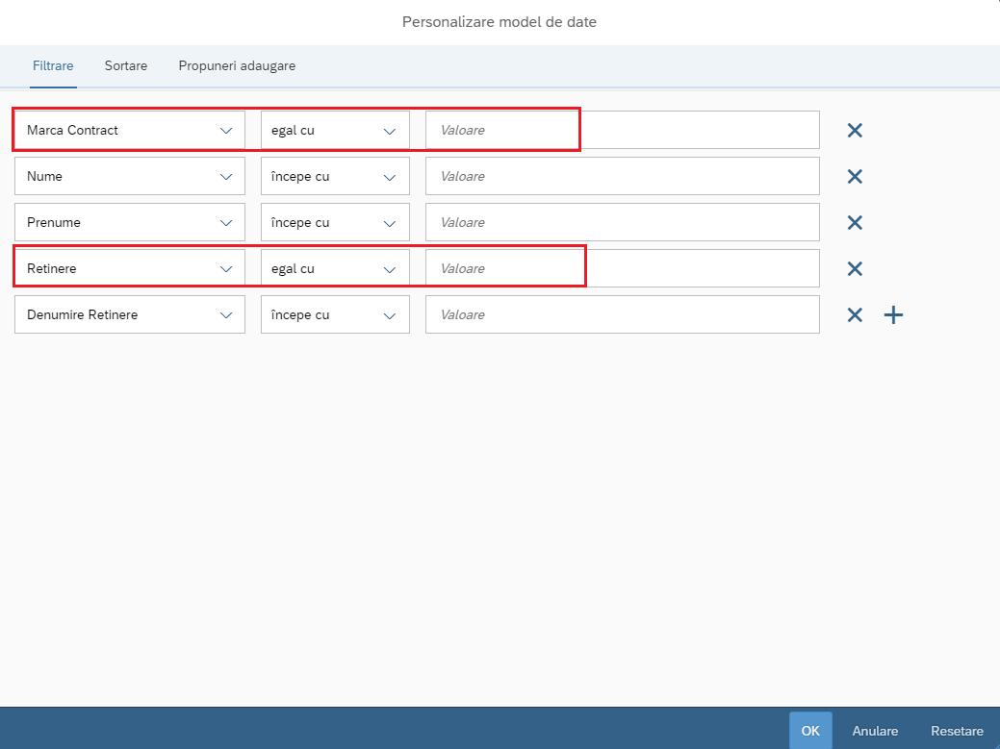 Personalizare model de date
Filtrare Sortare Propuneri adaugare
Marca Contract egal cu Valoare
Nume începe cu Valoare
Prenume începe cu Valoare
Retinere egal cu Valoare
Denumire Retinere începe cu Valoare
OK Anulare Resetare